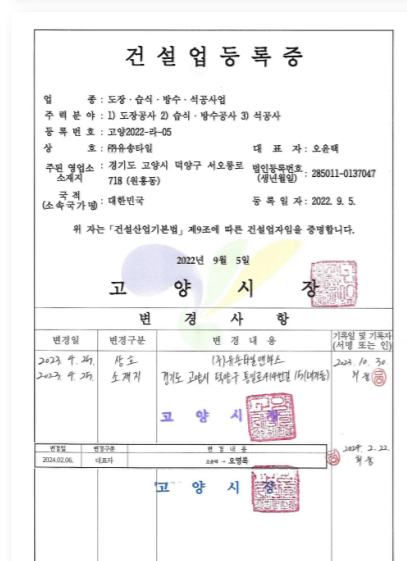 건설업등록증
업 종 : 도장 · 습식 · 방수 · 석공사업
주력분야 : 1) 도장공사 2) 습식 · 방수공사 3) 석공사
등록번호 : 고양2022-라-05
상 호 : ㈜유송타일
대 표 자 : 오윤택
주된 영업소 소재지 : 경기도 고양시 덕양구 서오릉로
718 (원흥동)
법인등록번호 (생년월일) : 285011-0137047
국적 (소속국가명) : 대한민국
등 록 일 자 : 2022. 9. 5.
위 자는 「건설산업기본법」 제9조에 따른 건설업자임을 증명합니다.
2022년 9월 5일
고 양 시 장
변 경 사 항
변경일 변경구분 변 경 내 용 기록일 및 기록자 (서명 또는 인)
2023. 9. 25. 상호 2023. 10. 30.
2023. 9. 25. 소재지 경기도 고양시 덕양구
고 양 시 장
변경일 변경구분 변 경 내 용 2024. 2. 22.
2024.02.06. 대표자 오윤택 → 오영록
고 양 시 장